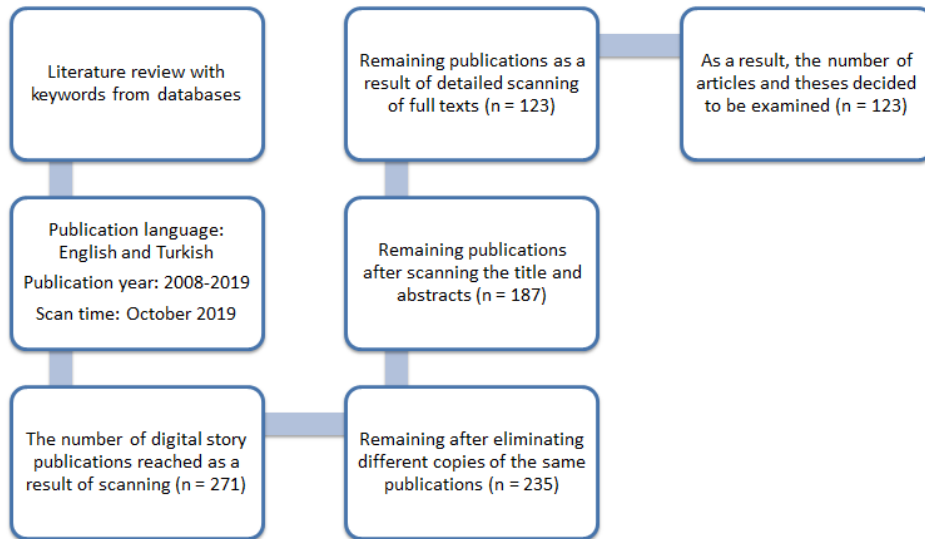 Literature review with
keywords from databases
Publication language:
English and Turkish
Publication year: 2008-2019
Scan time: October 2019
The number of digital story
publications reached as a
result of scanning (n = 271)
Remaining after eliminating
different copies of the same
publications (n = 235)
Remaining publications
after scanning the title and
abstracts (n = 187)
Remaining publications as a
result of detailed scanning
of full texts (n = 123)
As a result, the number of
articles and theses decided
to be examined (n = 123)